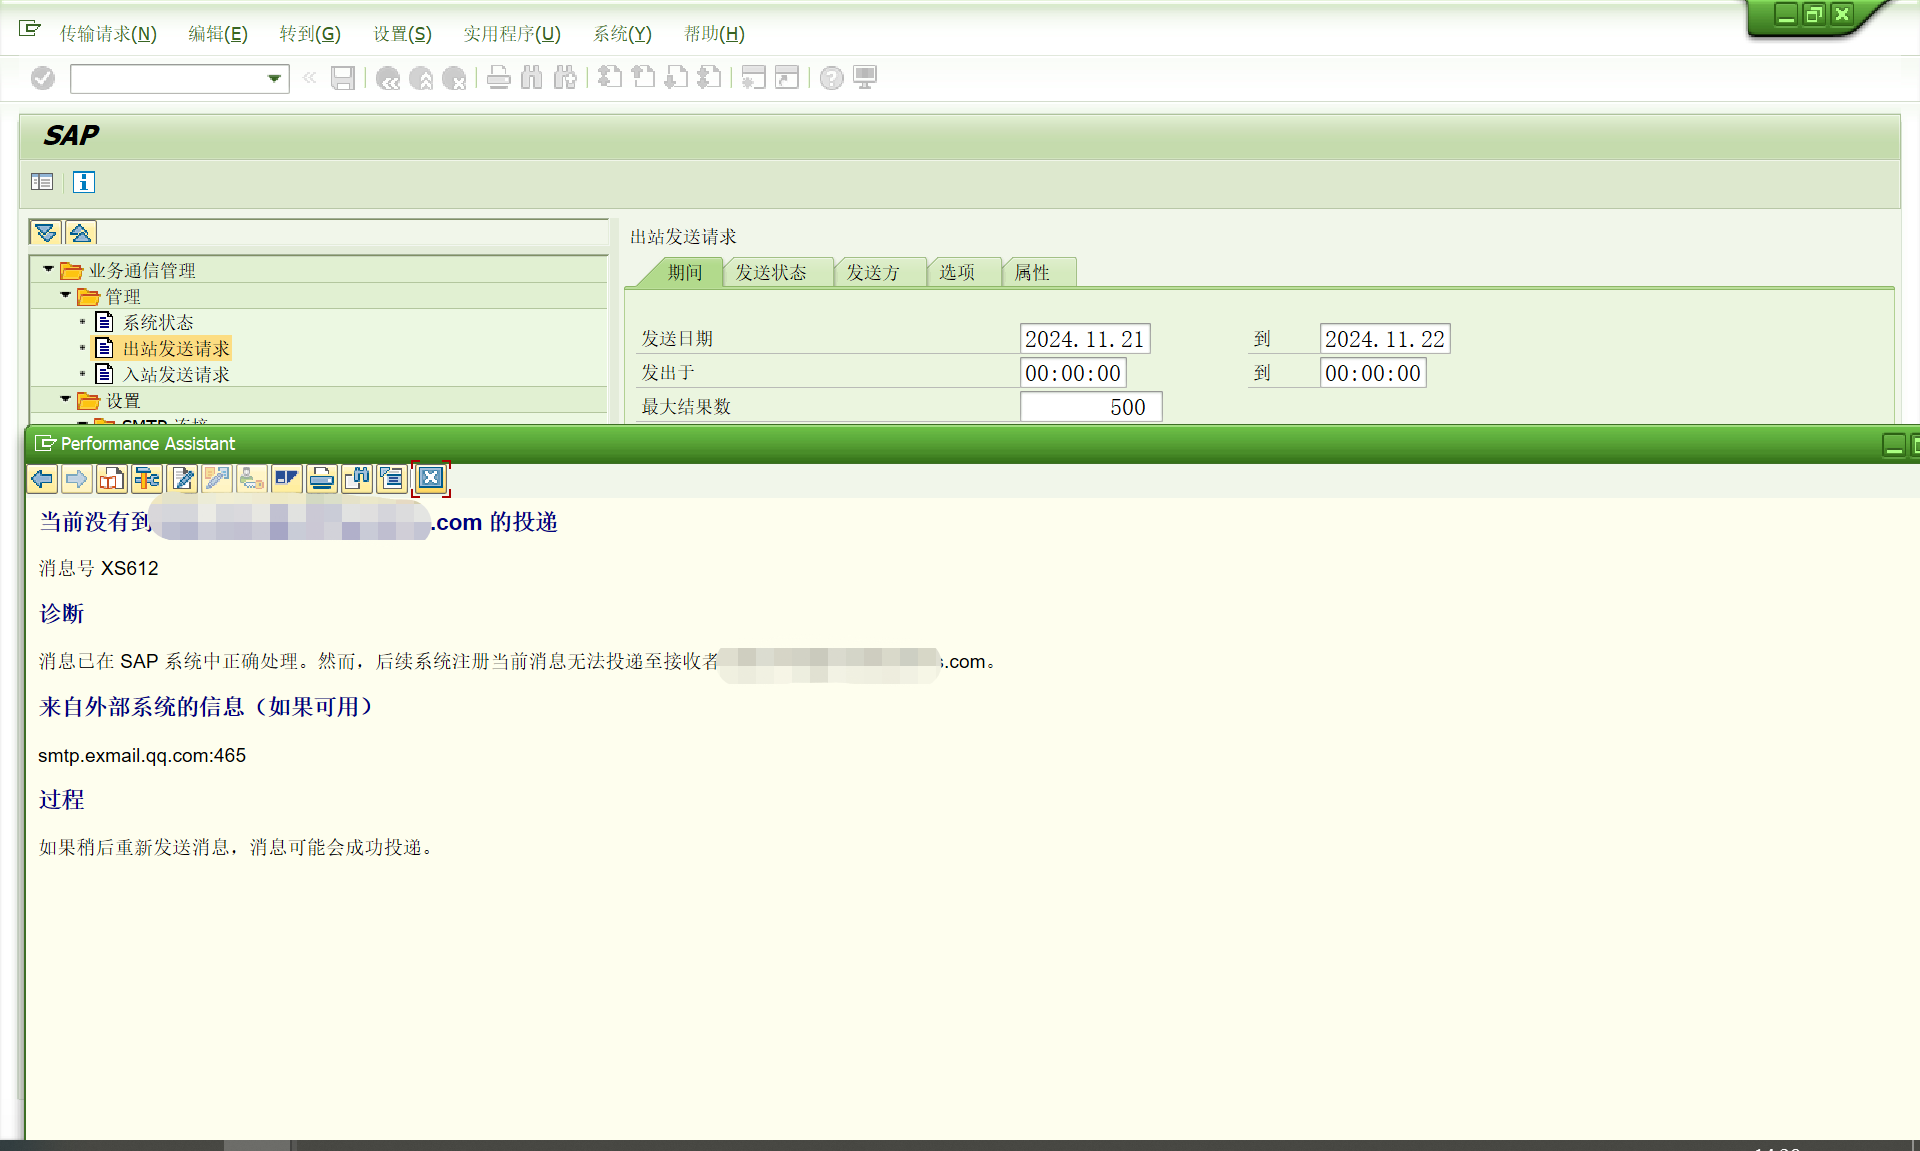 传输请求(N) 编辑(E) 转到(G) 设置(S) 实用程序(U) 系统(Y) 帮助(H)
SAP
出站发送请求
业务通信管理
管理
系统状态
出站发送请求
入站发送请求
设置
SMTP 连接
期间 发送状态 发送方 选项 属性
发送日期 2024.11.21 到 2024.11.22
发出于 00:00:00 到 00:00:00
最大结果数 500
Performance Assistant
当前没有到 .com 的投递
消息号 XS612
诊断
消息已在 SAP 系统中正确处理。然而，后续系统注册当前消息无法投递至接收者 s.com。
来自外部系统的信息（如果可用）
smtp.exmail.qq.com:465
过程
如果稍后重新发送消息，消息可能会成功投递。